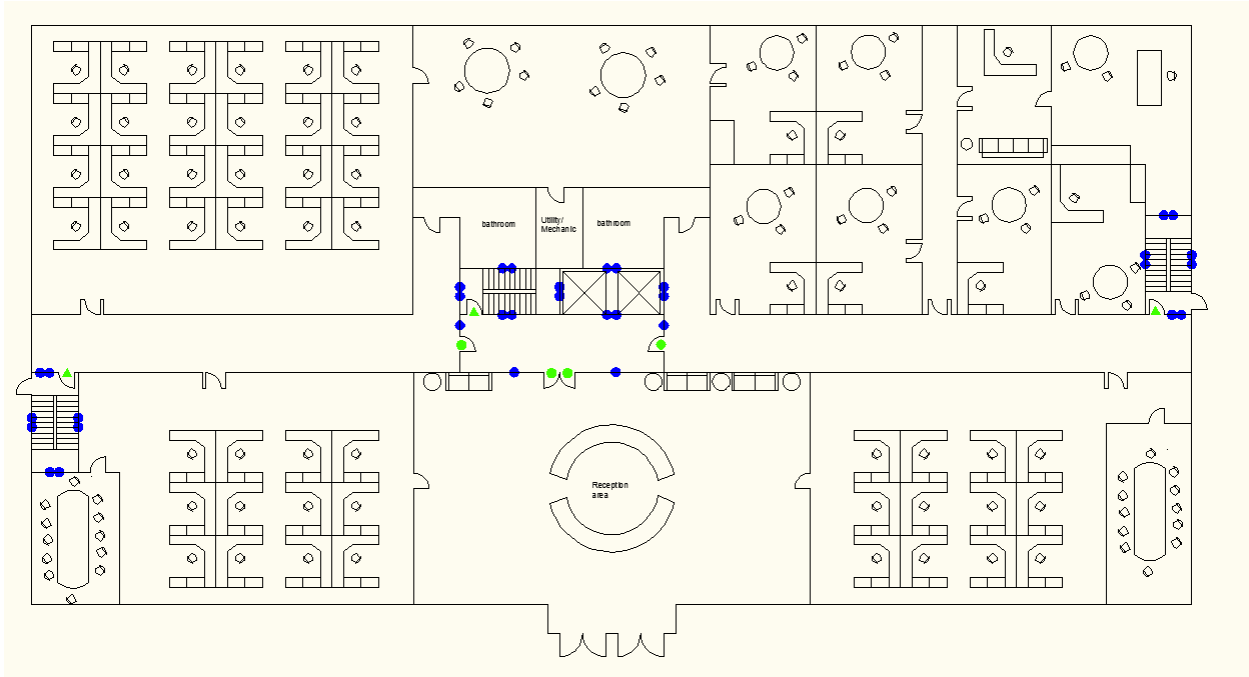 bathroom
Utility/
Mechanic
bathroom
Reception
area